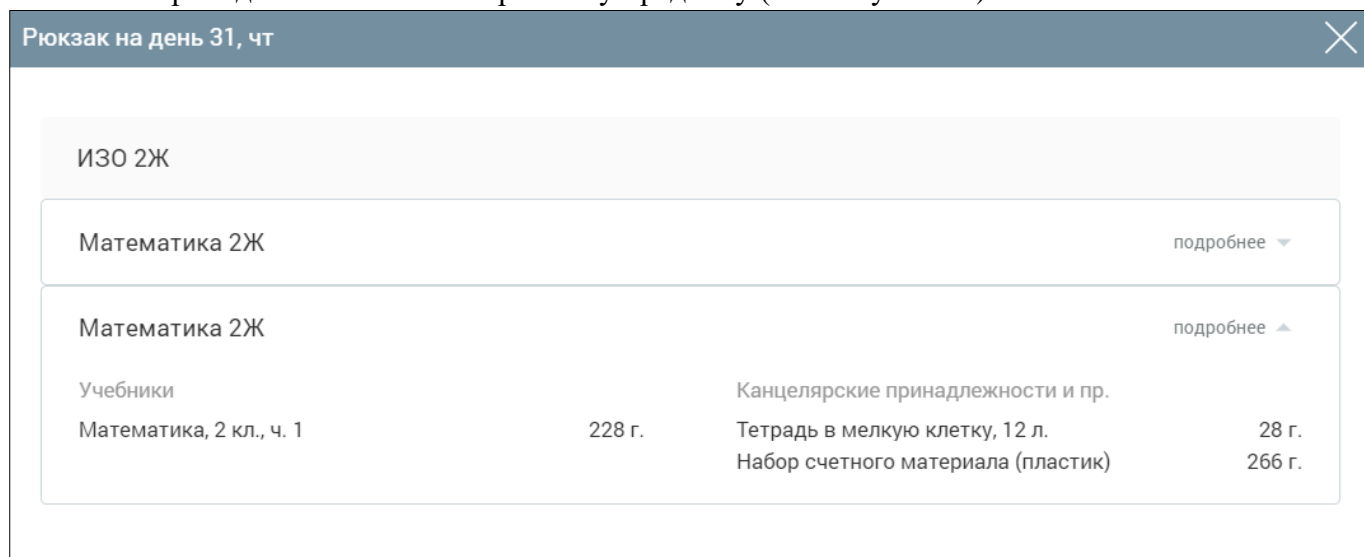 Рюкзак на день 31, чт
ИЗО 2Ж
Математика 2Ж подробнее
Математика 2Ж подробнее
Учебники Канцелярские принадлежности и пр.
Математика, 2 кл., ч. 1 228 г. Тетрадь в мелкую клетку, 12 л. 28 г.
Набор счетного материала (пластик) 266 г.